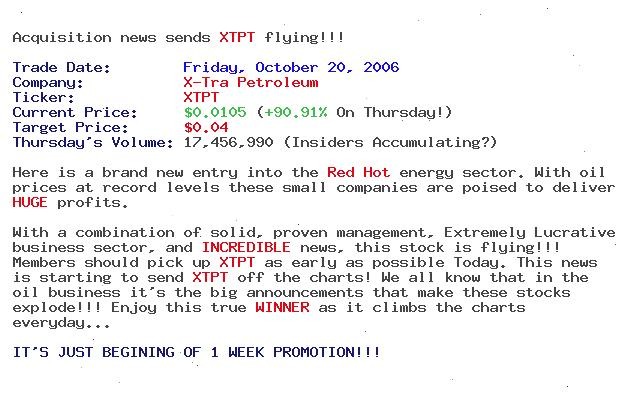 Acquisition news sends XTPT flying!!!
Trade Date: Friday, October 20, 2006
Company: X-Tra Petroleum
Ticker: XTPT
Current Price: $0.0105 (+90.91% On Thursday!)
Target Price: $0.04
Thursday's Volume: 17,456,990 (Insiders Accumulating?)
Here is a brand new entry into the Red Hot energy sector. With oil
prices at record levels these small companies are poised to deliver
HUGE profits.
With a combination of solid, proven management, Extremely Lucrative
business sector, and INCREDIBLE news, this stock is flying!!!
Members should pick up XTPT as early as possible Today. This news
is starting to send XTPT off the charts! We all know that in the
oil business it's the big announcements that make these stocks
explode!!! Enjoy this true WINNER as it climbs the charts
everyday...
IT'S JUST BEGINING OF 1 WEEK PROMOTION!!!